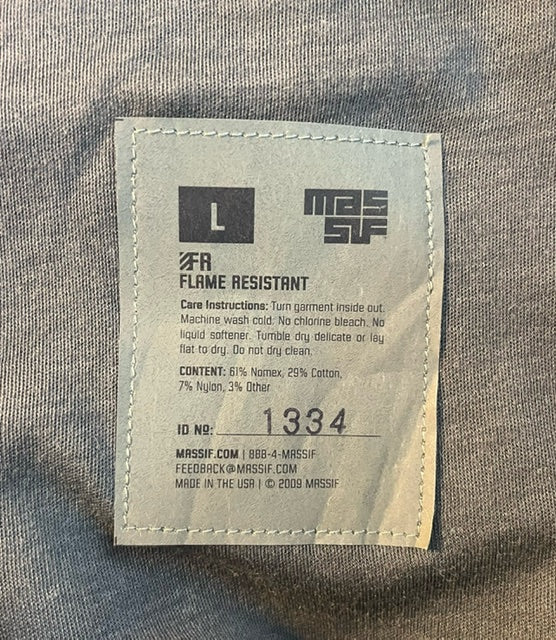 L
MASSIF
FR
FLAME RESISTANT
Care Instructions: Turn garment inside out.
Machine wash cold. No chlorine bleach. No
liquid softener. Tumble dry delicate or lay
flat to dry. Do not dry clean.
CONTENT: 61% Nomex, 29% Cotton,
7% Nylon, 3% Other
ID NO: 1334
MASSIF.COM | 888-4-MASSIF
FEEDBACK@MASSIF.COM
MADE IN THE USA | © 2009 MASSIF